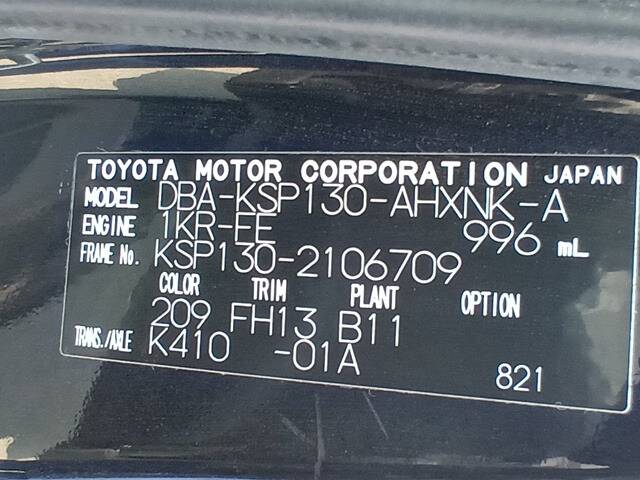 TOYOTA MOTOR CORPORATION JAPAN
MODEL DBA-KSP130-AHXNK-A
ENGINE 1KR-FE 996 mL
FRAME No. KSP130-2106709
COLOR TRIM PLANT OPTION
209 FH13 B11
TRANS./AXLE K410 -01A
821